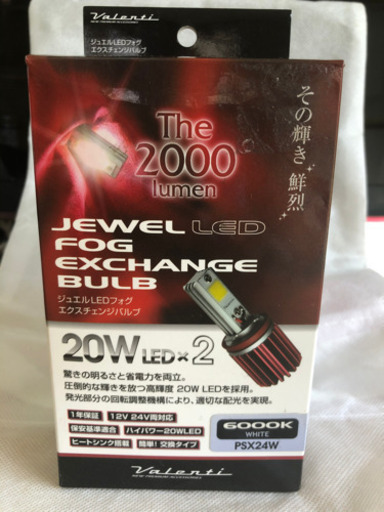 Valenti
ジュエルLEDフォグ
エクスチェンジバルブ
The
2000
lumen
その輝き 鮮烈
JEWEL LED
FOG
EXCHANGE
BULB
ジュエルLEDフォグ
エクスチェンジバルブ
20W LED×2
驚きの明るさと省電力を両立。
圧倒的な輝きを放つ高輝度 20W LEDを採用。
発光部分の回転調整機構により、適切な配光を実現。
1年保証 12V 24V両対応
保安基準適合 ハイパワー20WLED
ヒートシンク搭載 簡単!交換タイプ
6000K
WHITE
PSX24W
Valenti